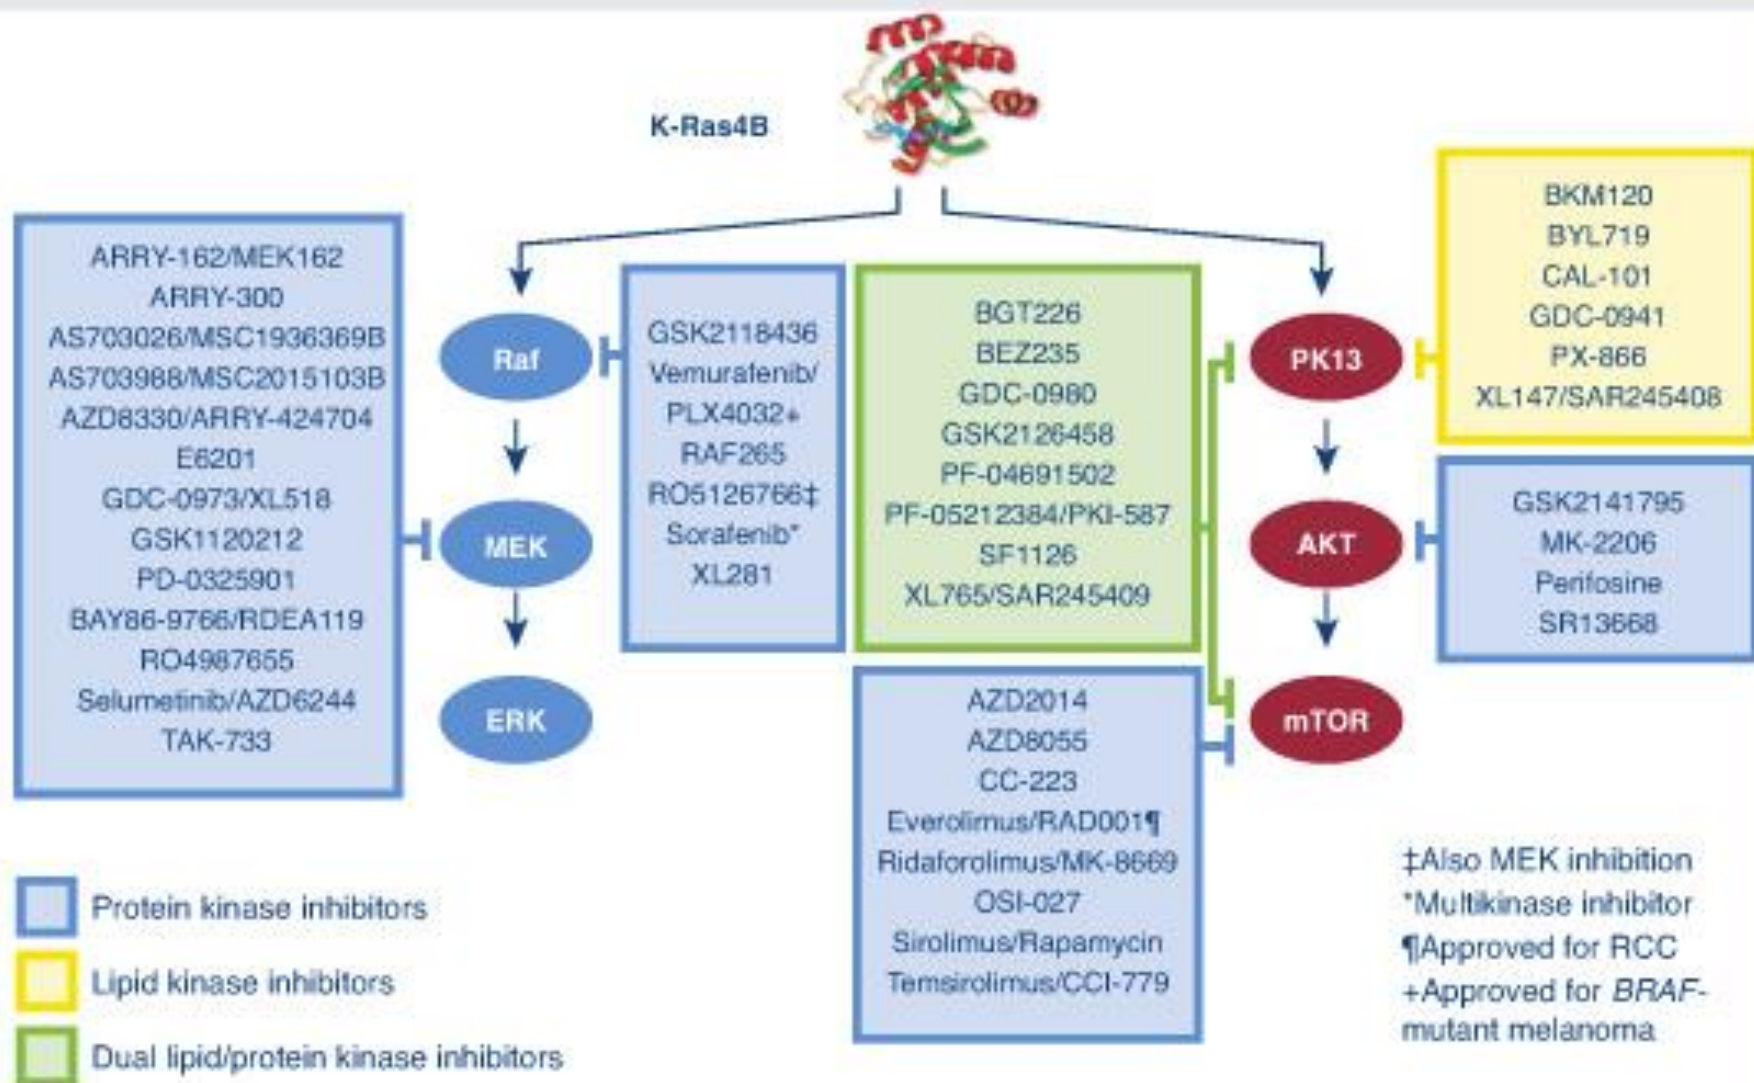 K-Ras4B
ARRY-162/MEK162
ARRY-300
AS703026/MSC1936369B
AS703988/MSC2015103B
AZD8330/ARRY-424704
E6201
GDC-0973/XL518
GSK1120212
PD-0325901
BAY86-9766/RDEA119
RO4987655
Selumetinib/AZD6244
TAK-733
Raf
MEK
ERK
GSK2118436
Vemurafenib/
PLX4032+
RAF265
RO5126766‡
Sorafenib*
XL281
BGT226
BEZ235
GDC-0980
GSK2126458
PF-04691502
PF-05212384/PKI-587
SF1126
XL765/SAR245409
AZD2014
AZD8055
CC-223
Everolimus/RAD001¶
Ridaforolimus/MK-8669
OSI-027
Sirolimus/Rapamycin
Temsirolimus/CCI-779
PK13
AKT
mTOR
BKM120
BYL719
CAL-101
GDC-0941
PX-866
XL147/SAR245408
GSK2141795
MK-2206
Perifosine
SR13668
Protein kinase inhibitors
Lipid kinase inhibitors
Dual lipid/protein kinase inhibitors
‡Also MEK inhibition
*Multikinase inhibitor
¶Approved for RCC
+Approved for BRAF-
mutant melanoma